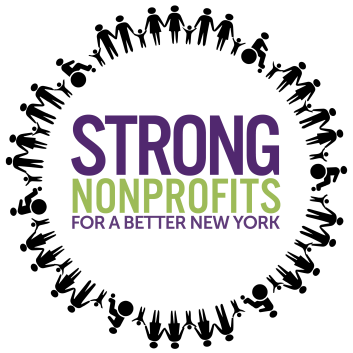 STRONG
NONPROFITS
FOR A BETTER NEW YORK